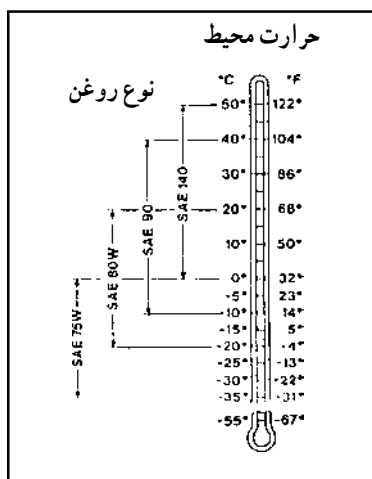 حرارت محیط
نوع روغن
°C °F
50° 122°
40° 104°
30° 86°
20° 68°
10° 50°
0° 32°
-5° 23°
-10° 14°
-15° 5°
-20° -4°
-25° -13°
-30° -22°
-35° -31°
-55° -67°
SAE 140
SAE 90
SAE 80W
SAE 75W